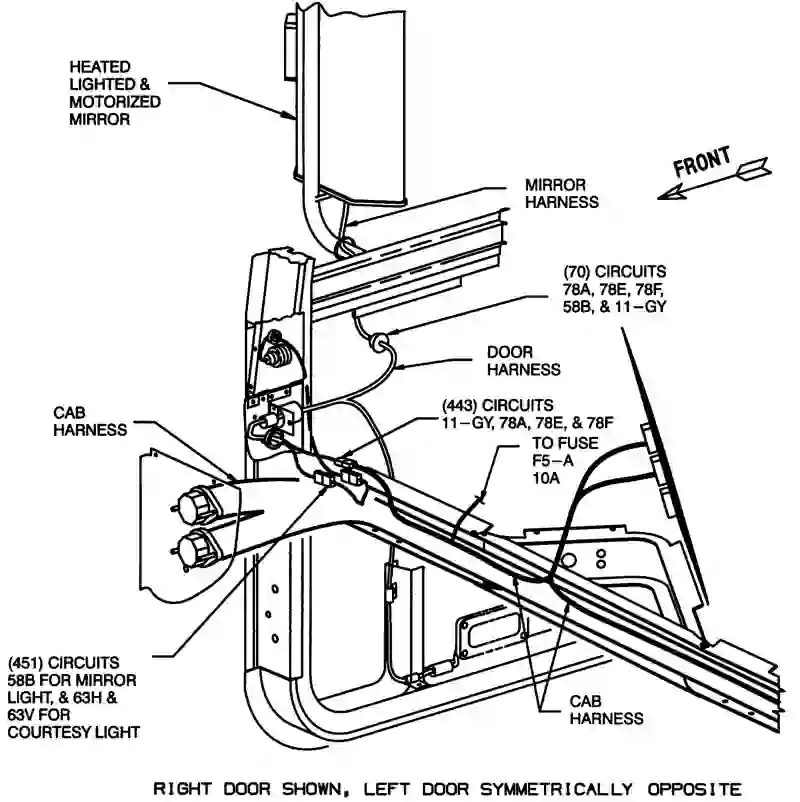 HEATED
LIGHTED &
MOTORIZED
MIRROR
FRONT
MIRROR
HARNESS
(70) CIRCUITS
78A, 78E, 78F,
58B, & 11-GY
DOOR
HARNESS
(443) CIRCUITS
11-GY, 78A, 78E, & 78F
TO FUSE
F5-A
10A
CAB
HARNESS
(451) CIRCUITS
58B FOR MIRROR
LIGHT, & 63H &
63V FOR
COURTESY LIGHT
CAB
HARNESS
RIGHT DOOR SHOWN, LEFT DOOR SYMMETRICALLY OPPOSITE